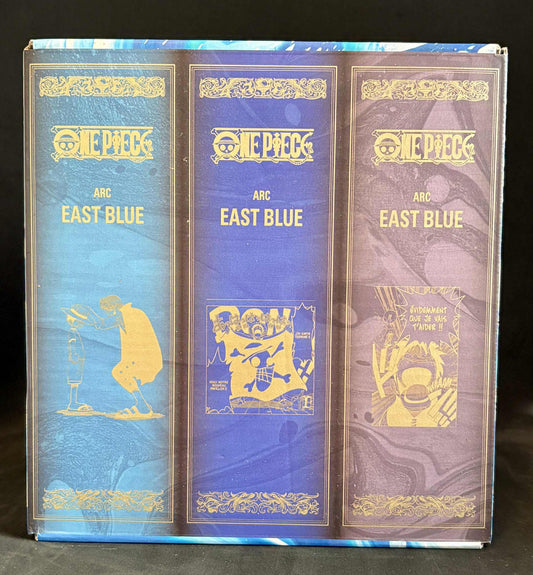 ONE PIECE
ARC
EAST BLUE
ONE PIECE
ARC
EAST BLUE
ONE PIECE
ARC
EAST BLUE
ÉVIDEMMENT
QUE JE VAIS
T'AIDER !!